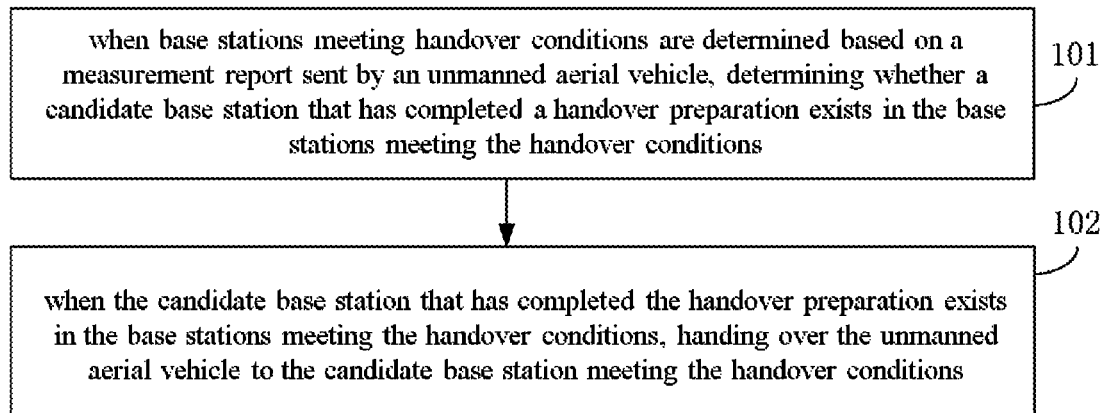 when base stations meeting handover conditions are determined based on a
measurement report sent by an unmanned aerial vehicle, determining whether a
candidate base station that has completed a handover preparation exists in the base
stations meeting the handover conditions
101
102
when the candidate base station that has completed the handover preparation exists
in the base stations meeting the handover conditions, handing over the unmanned
aerial vehicle to the candidate base station meeting the handover conditions